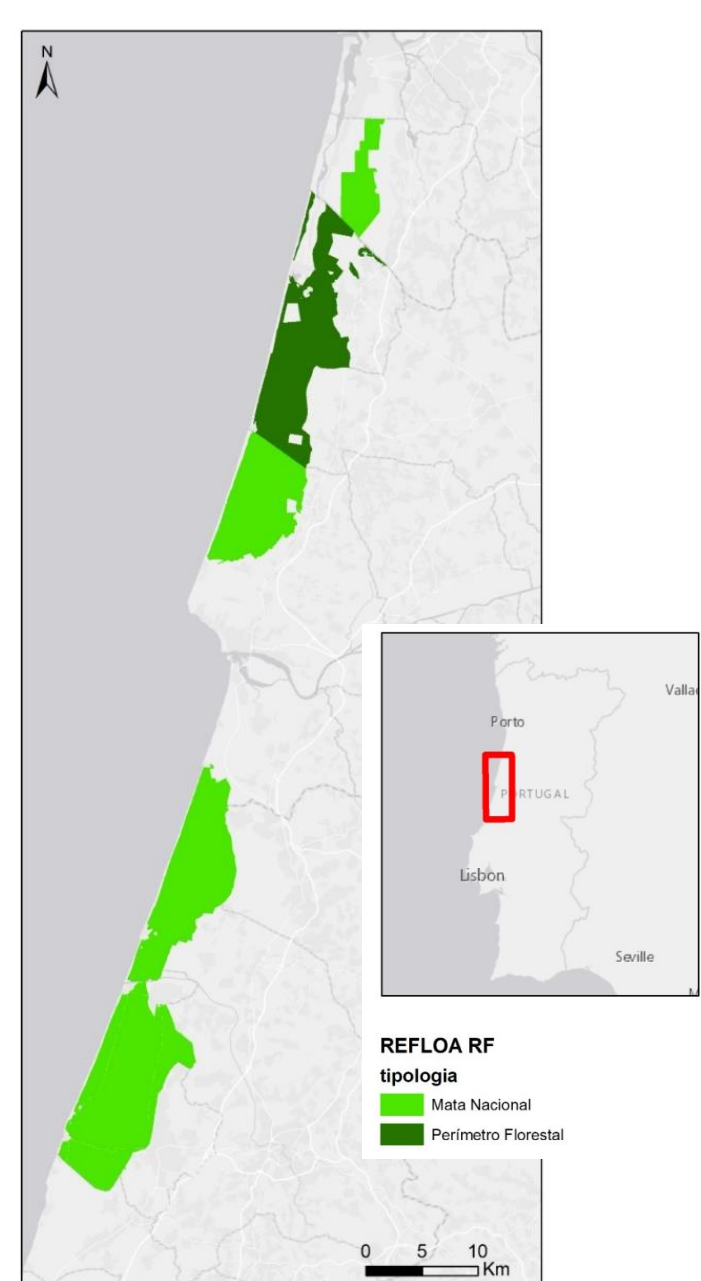 N
Porto
Valla
PORTUGAL
Lisbon
Seville
M
REFLOA RF
tipologia
Mata Nacional
Perímetro Florestal
0 5 10
Km